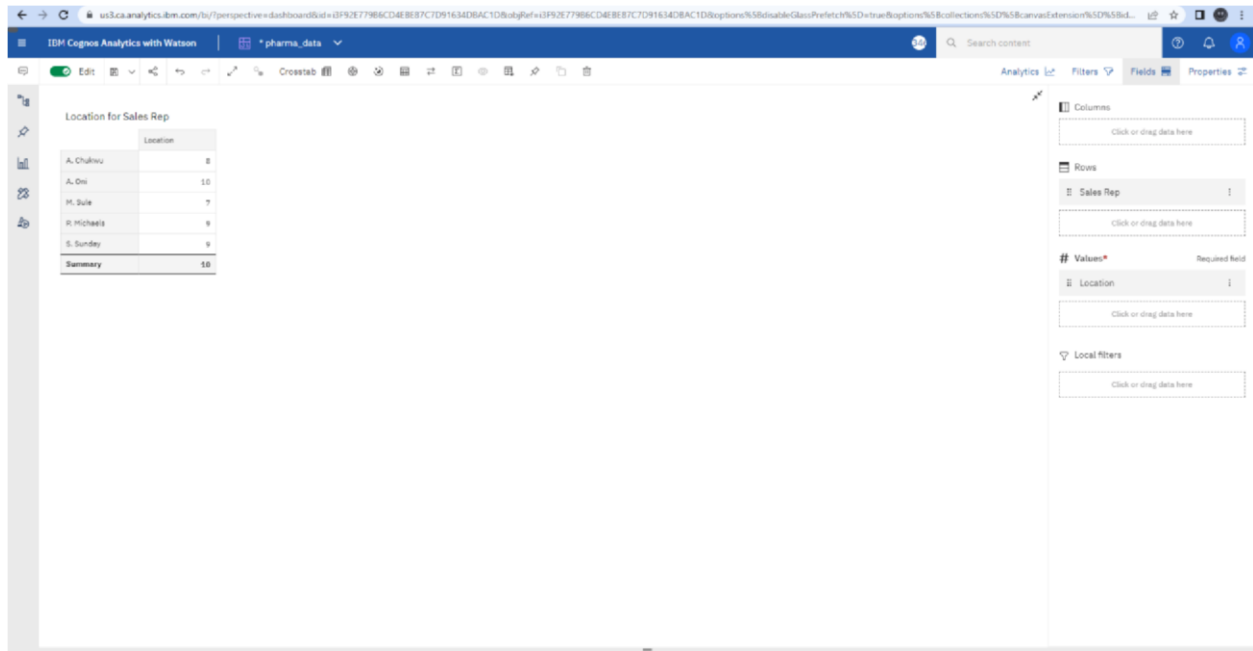 us3.ca.analytics.ibm.com/bi/?perspective=dashboard&id=i3F92E77986CD4EBE87C7D91634DBAC1D&objRef=i3F92E77986CD4EBE87C7D91634DBAC1D&options%5BdisableGlassPrefetch%5D=true&options%5Bcollections%5D%5BcanvasExtension%5D%5Bid...
IBM Cognos Analytics with Watson
* pharma_data
Search content
Edit
Crosstab
Analytics
Filters
Fields
Properties
Location for Sales Rep
Location
A. Chukwu 8
A. Oni 10
M. Sule 7
P. Michaels 9
S. Sunday 9
Summary 10
Columns
Click or drag data here
Rows
Sales Rep
Click or drag data here
# Values*
Required field
Location
Click or drag data here
Local filters
Click or drag data here